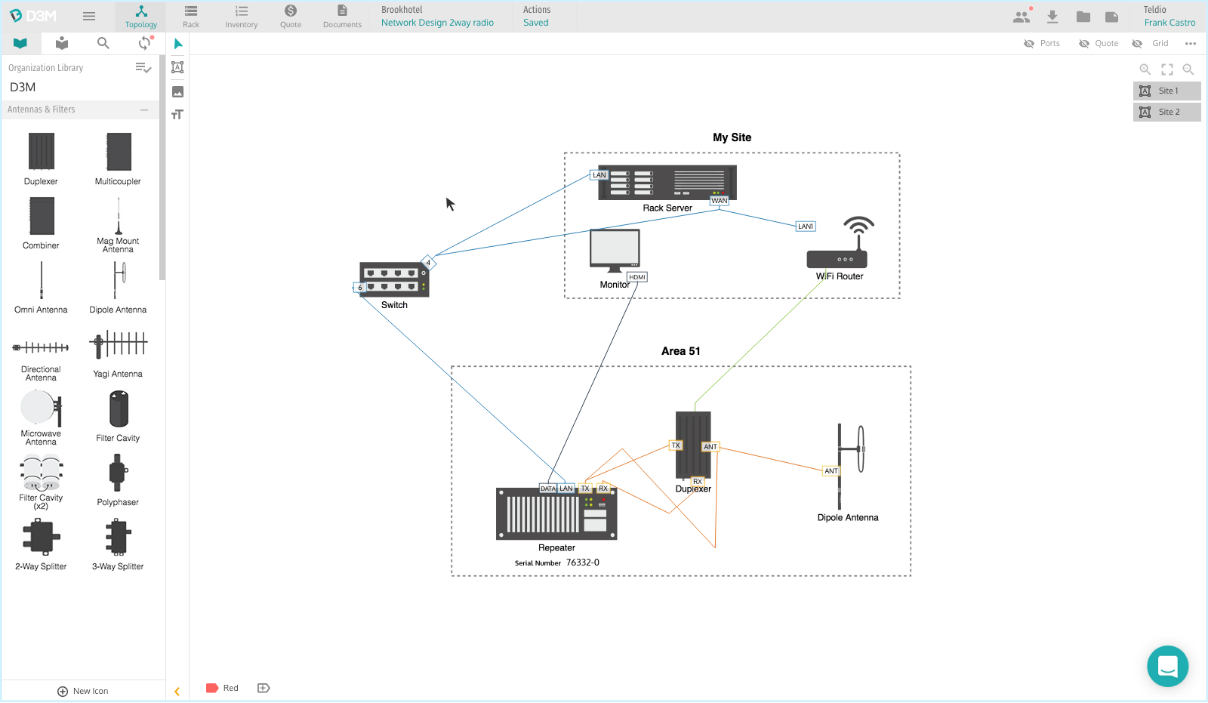 D3M
Topology
Rack
Inventory
Quote
Documents
Brookhotel
Network Design 2way radio
Actions
Saved
Teldio
Frank Castro
Ports
Quote
Grid
Organization Library
D3M
Antennas & Filters
Duplexer
Multicoupler
Combiner
Mag Mount
Antenna
Omni Antenna
Dipole Antenna
Directional
Antenna
Yagi Antenna
Microwave
Antenna
Filter Cavity
Filter Cavity
(x2)
Polyphaser
2-Way Splitter
3-Way Splitter
New Icon
A
A
Site 1
A
Site 2
My Site
LAN
WAN
Rack Server
LAN1
WiFi Router
HDMI
Monitor
4
6
Switch
Area 51
TX
ANT
RX
Duplexer
ANT
Dipole Antenna
DATA
LAN
TX
RX
Repeater
Serial Number 76332-0
Red